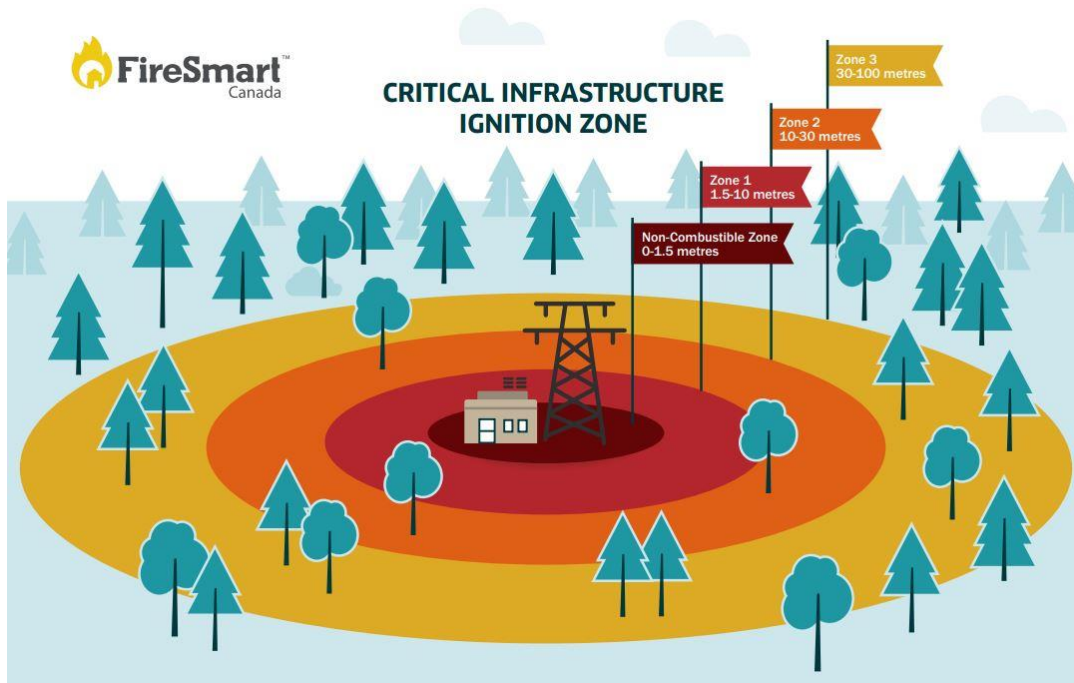 FireSmart™
Canada
CRITICAL INFRASTRUCTURE
IGNITION ZONE
Zone 3
30-100 metres
Zone 2
10-30 metres
Zone 1
1.5-10 metres
Non-Combustible Zone
0-1.5 metres